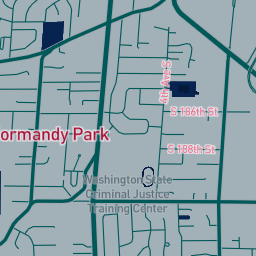 4th Ave S
S 186th St
ormandy Park
S 188th St
Washington State
Criminal Justice
Training Center